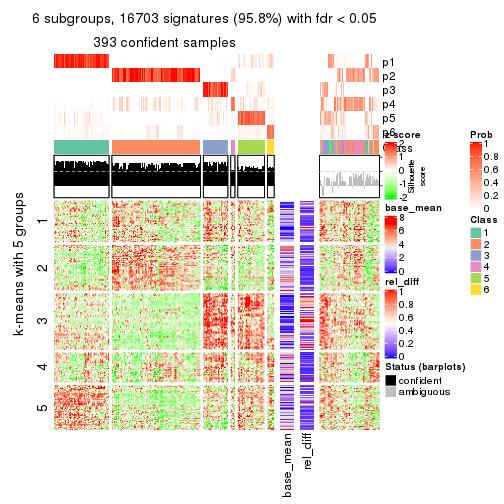 6 subgroups, 16703 signatures (95.8%) with fdr < 0.05
393 confident samples
p1
p2
p3
p4
p5
p6
Class
z-score
2
1
0
-1
-2
Silhouette
score
base_mean
8
6
4
2
0
rel_diff
1
0.8
0.6
0.4
0.2
0
Status (barplots)
confident
ambiguous
Prob
1
0.8
0.6
0.4
0.2
0
Class
1
2
3
4
5
6
k-means with 5 groups
1
2
3
4
5
base_mean
rel_diff